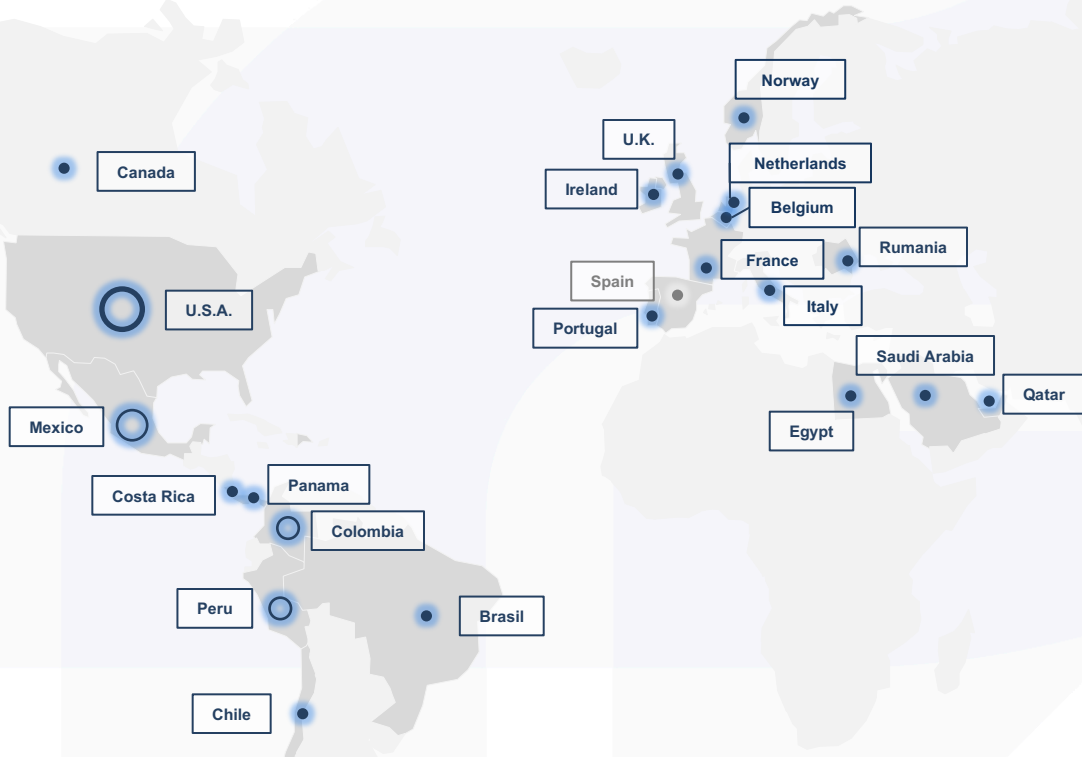 Norway
U.K.
Netherlands
Canada
Ireland
Belgium
Rumania
France
Spain
U.S.A.
Italy
Portugal
Saudi Arabia
Qatar
Mexico
Egypt
Panama
Costa Rica
Colombia
Peru
Brasil
Chile